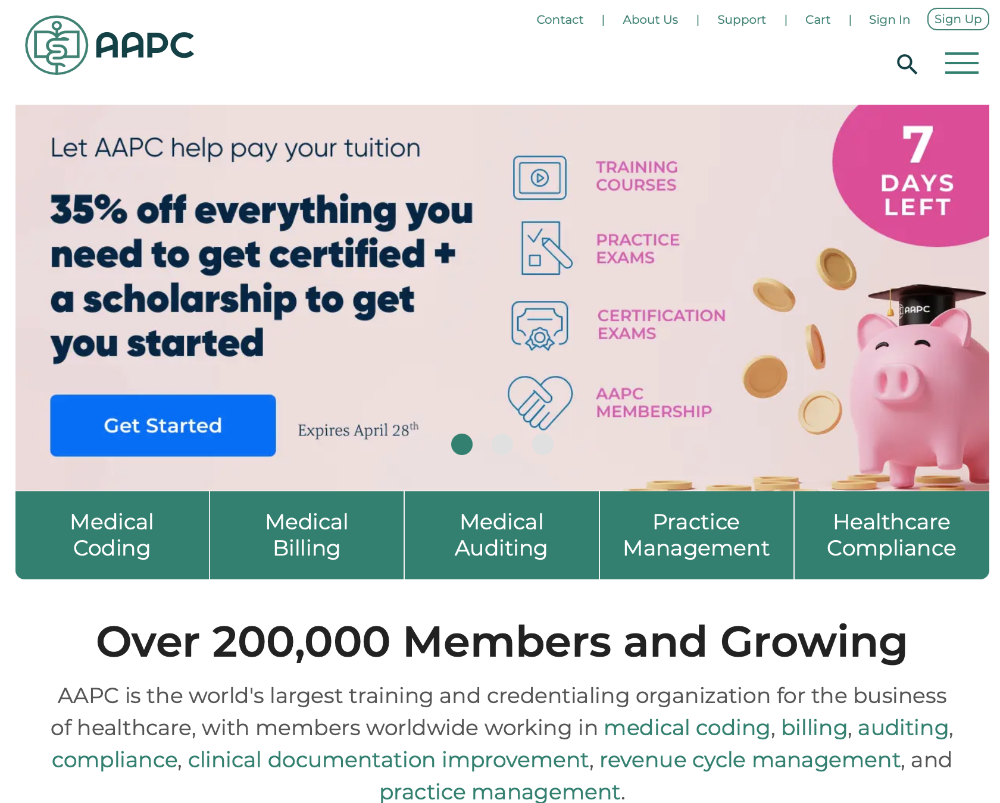 Contact | About Us | Support | Cart | Sign In Sign Up
AAPC
Let AAPC help pay your tuition
35% off everything you
need to get certified +
a scholarship to get
you started
Get Started
Expires April 28th
TRAINING
COURSES
PRACTICE
EXAMS
CERTIFICATION
EXAMS
AAPC
MEMBERSHIP
7
DAYS
LEFT
AAPC
Medical
Coding
Medical
Billing
Medical
Auditing
Practice
Management
Healthcare
Compliance
Over 200,000 Members and Growing
AAPC is the world's largest training and credentialing organization for the business
of healthcare, with members worldwide working in medical coding, billing, auditing,
compliance, clinical documentation improvement, revenue cycle management, and
practice management.